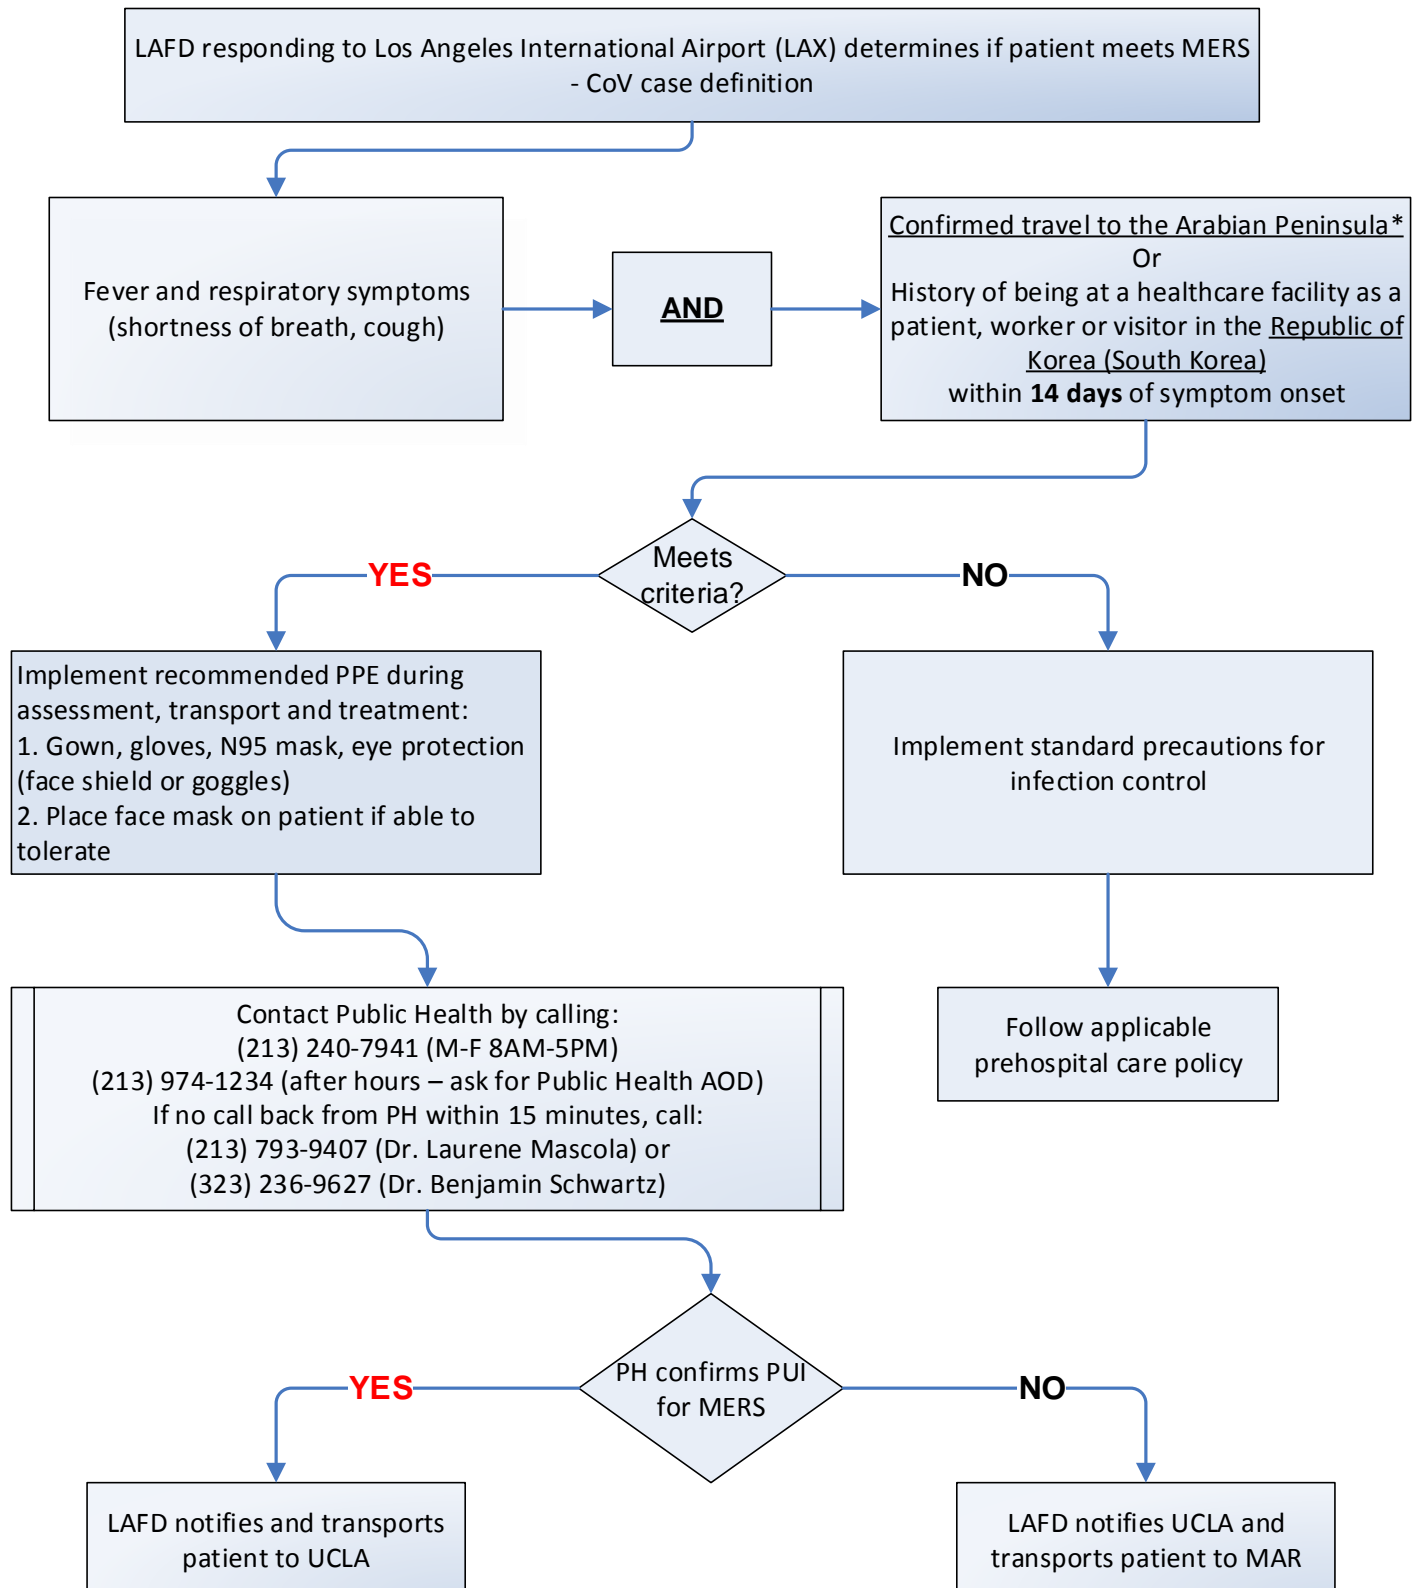 LAFD responding to Los Angeles International Airport (LAX) determines if patient meets MERS
- CoV case definition
Fever and respiratory symptoms
(shortness of breath, cough)
AND
Confirmed travel to the Arabian Peninsula*
Or
History of being at a healthcare facility as a
patient, worker or visitor in the Republic of
Korea (South Korea)
within 14 days of symptom onset
Meets
criteria?
YES
NO
Implement recommended PPE during
assessment, transport and treatment:
1. Gown, gloves, N95 mask, eye protection
(face shield or goggles)
2. Place face mask on patient if able to
tolerate
Implement standard precautions for
infection control
Contact Public Health by calling:
(213) 240-7941 (M-F 8AM-5PM)
(213) 974-1234 (after hours – ask for Public Health AOD)
If no call back from PH within 15 minutes, call:
(213) 793-9407 (Dr. Laurene Mascola) or
(323) 236-9627 (Dr. Benjamin Schwartz)
Follow applicable
prehospital care policy
PH confirms PUI
for MERS
YES
NO
LAFD notifies and transports
patient to UCLA
LAFD notifies UCLA and
transports patient to MAR